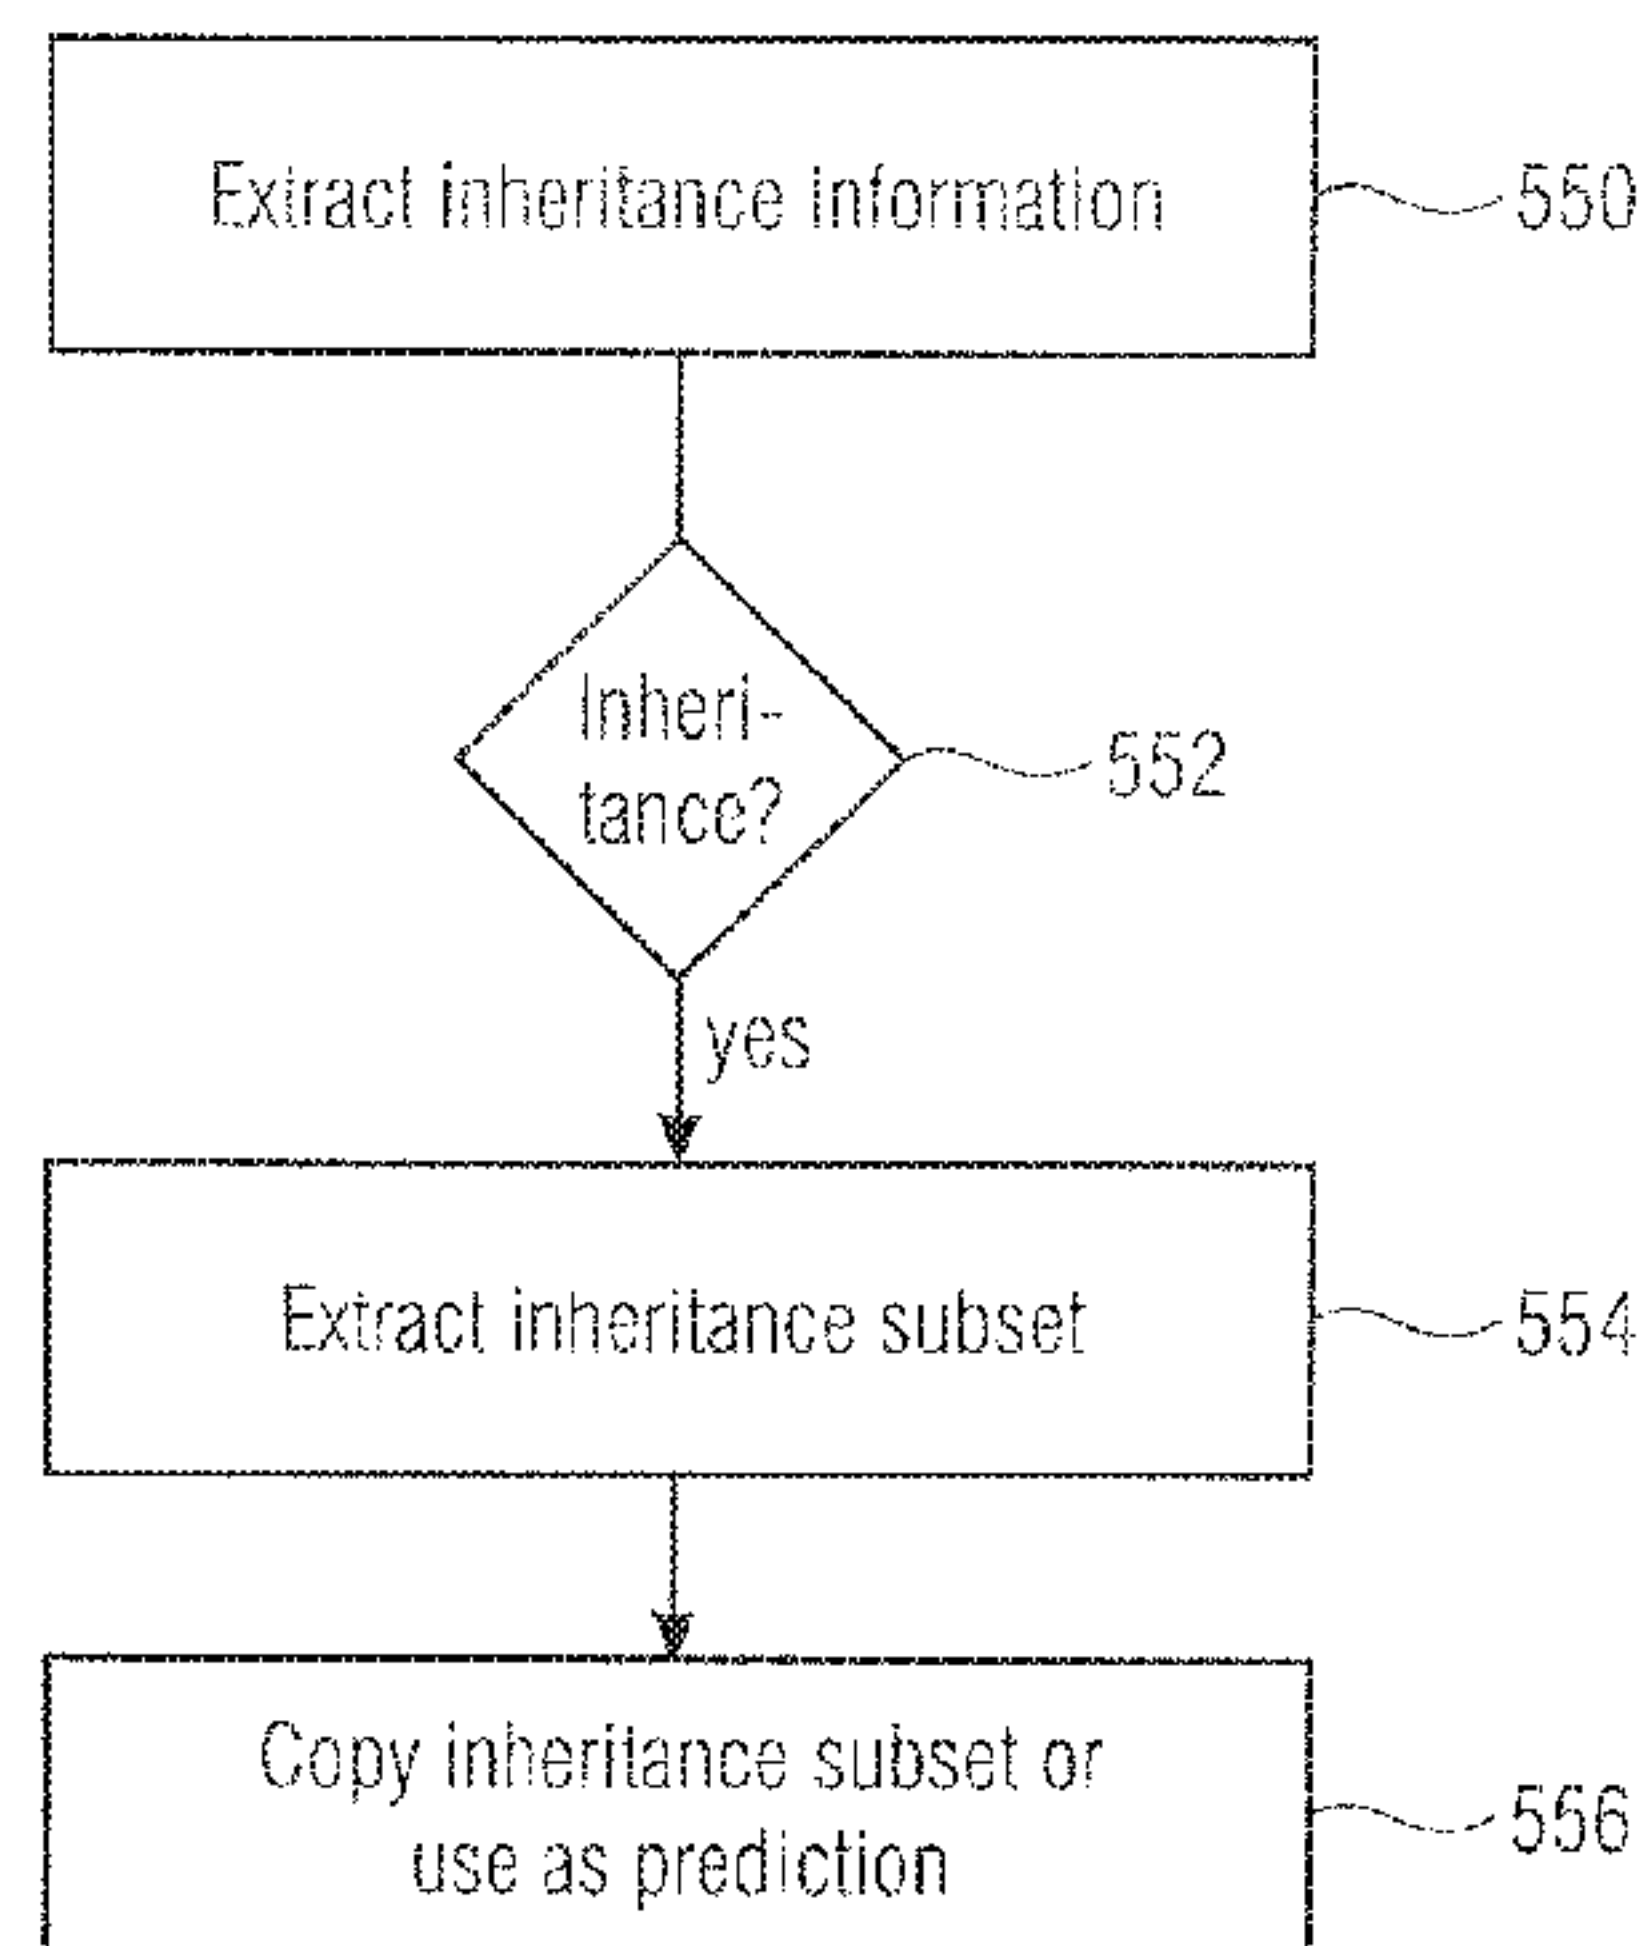 Extract inheritance information
550
Inheri-
tance?
552
yes
Extract inheritance subset
554
Copy inheritance subset or
use as prediction
556